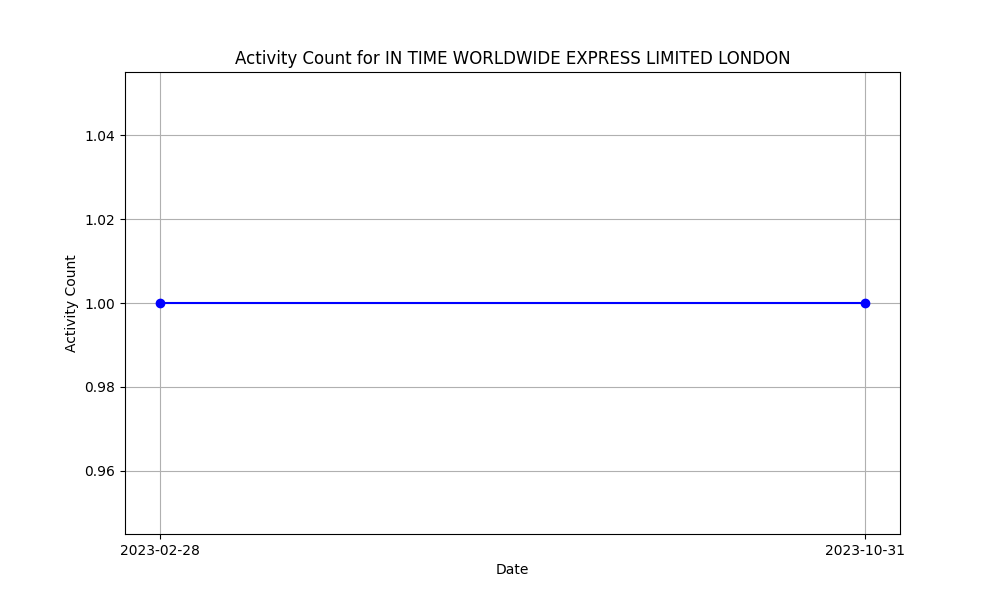 Activity Count for IN TIME WORLDWIDE EXPRESS LIMITED LONDON
1.04
1.02
1.00
0.98
0.96
Activity Count
2023-02-28
2023-10-31
Date